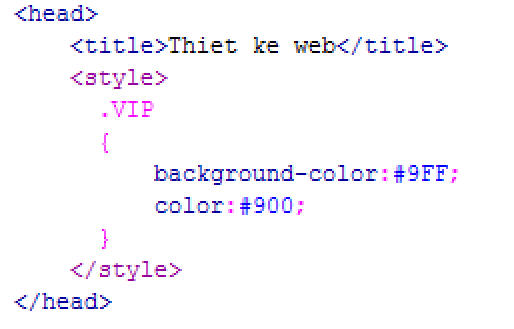 <head>
<title>Thiet ke web</title>
<style>
.VIP
{
background-color:#9FF;
color:#900;
}
</style>
</head>